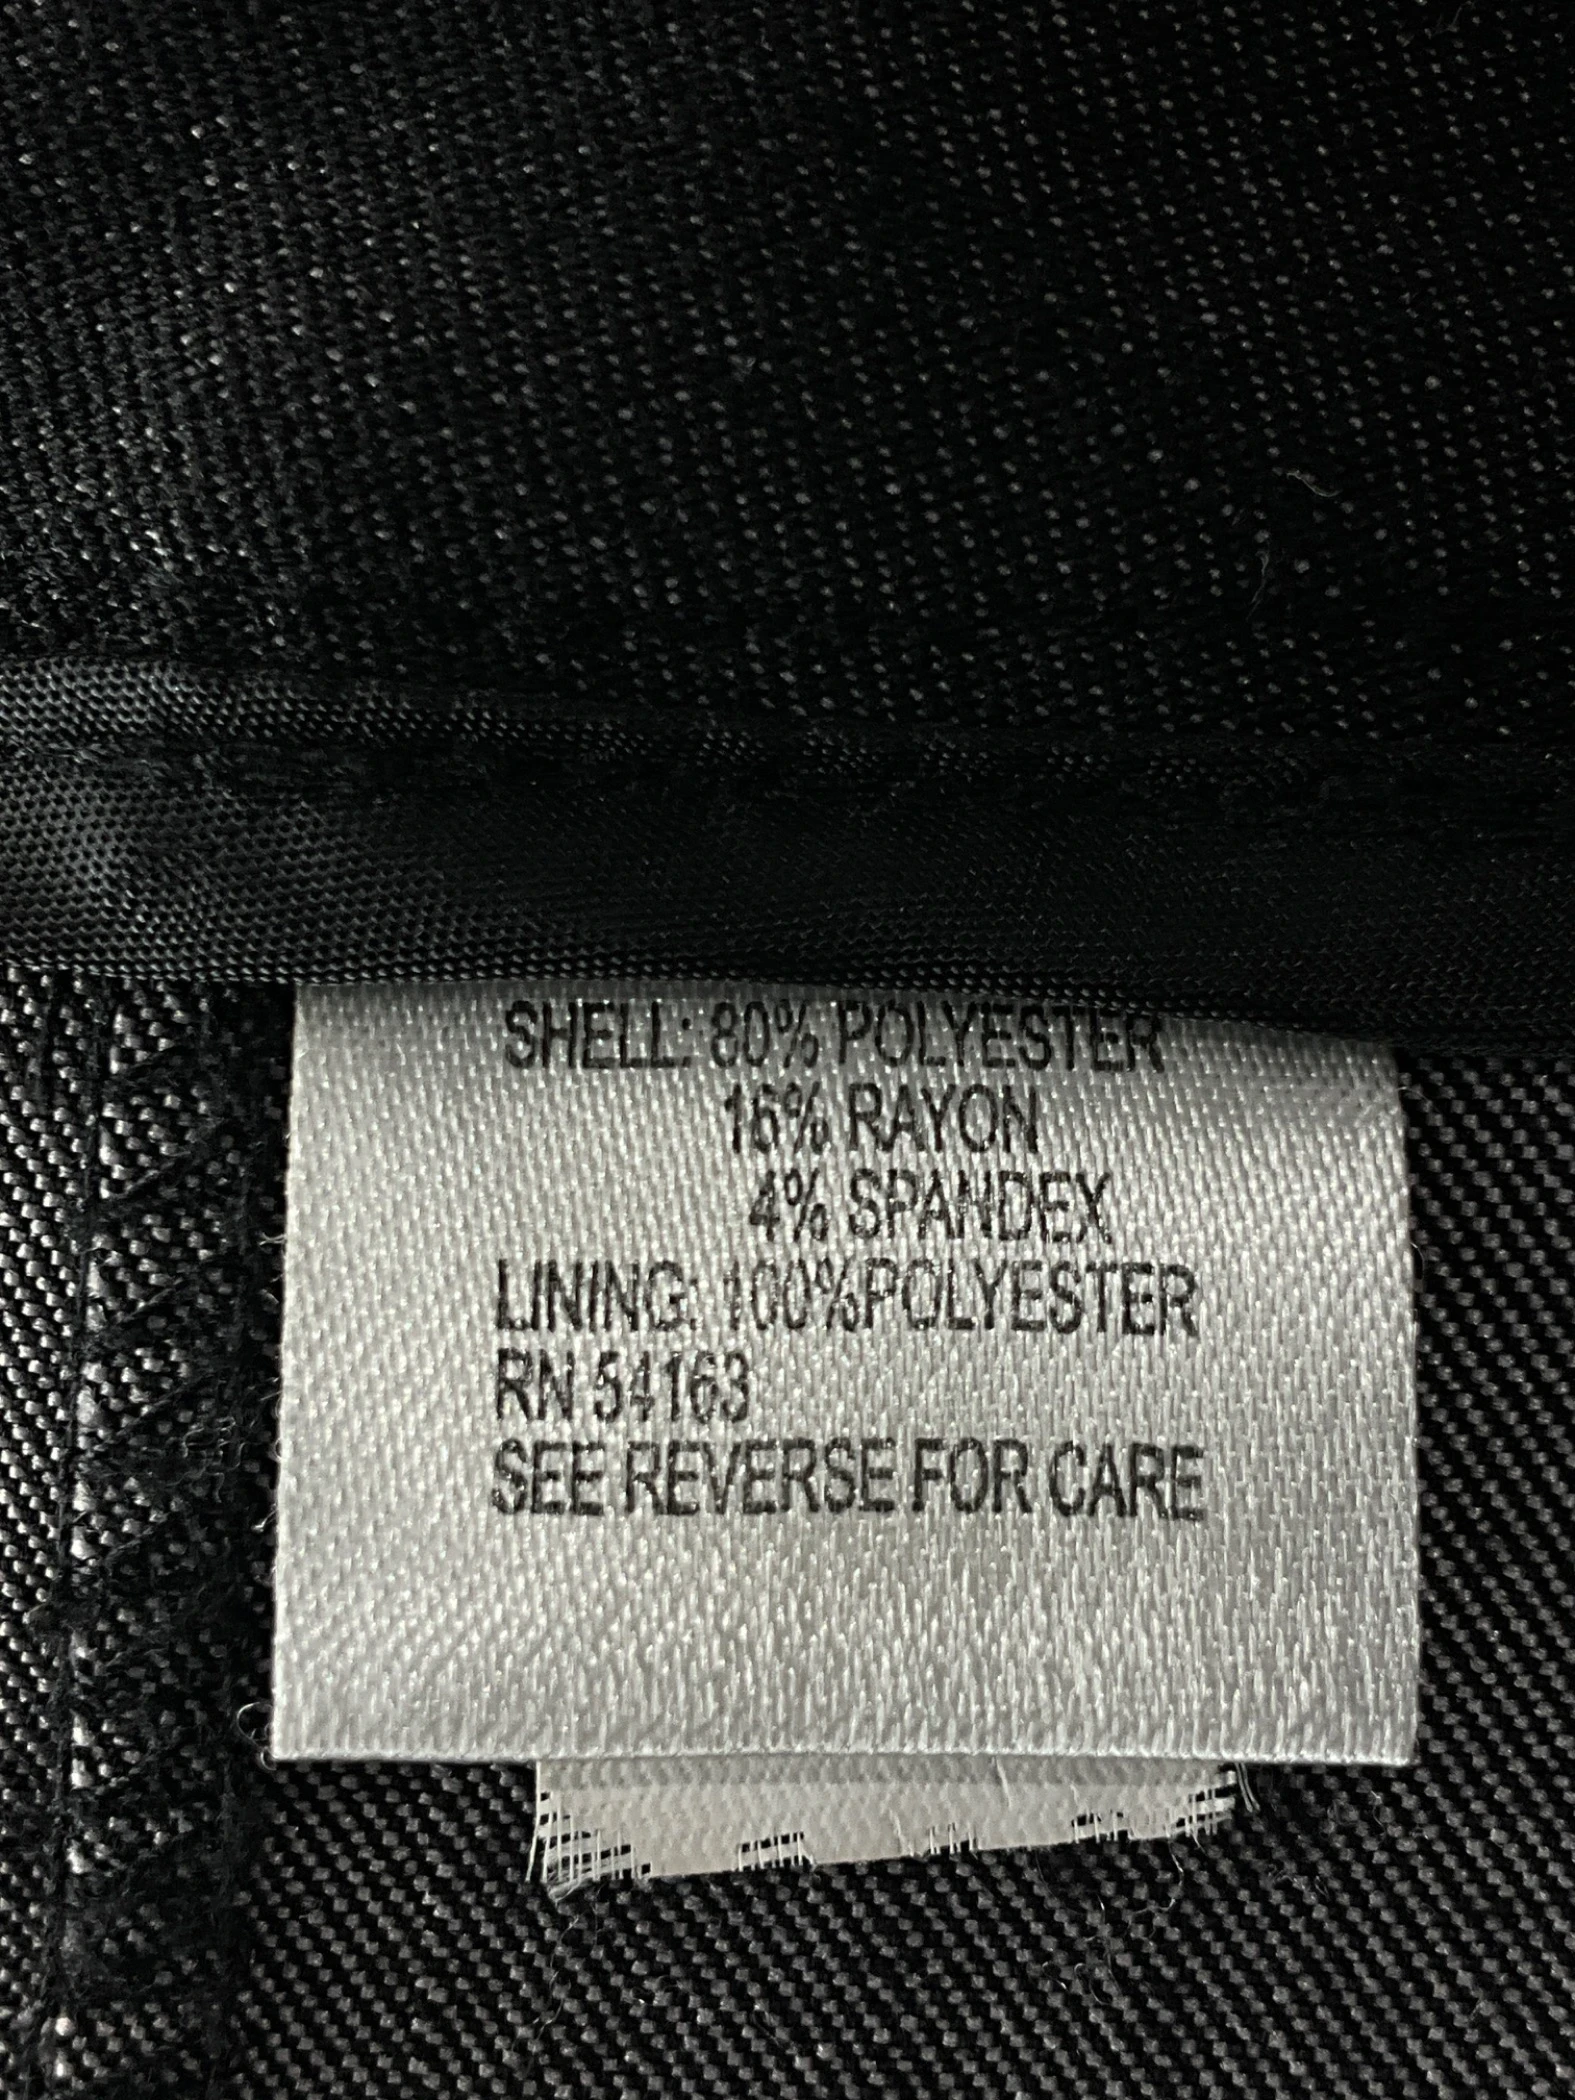 SHELL: 80% POLYESTER
16% RAYON
4% SPANDEX
LINING: 100%POLYESTER
RN 54163
SEE REVERSE FOR CARE